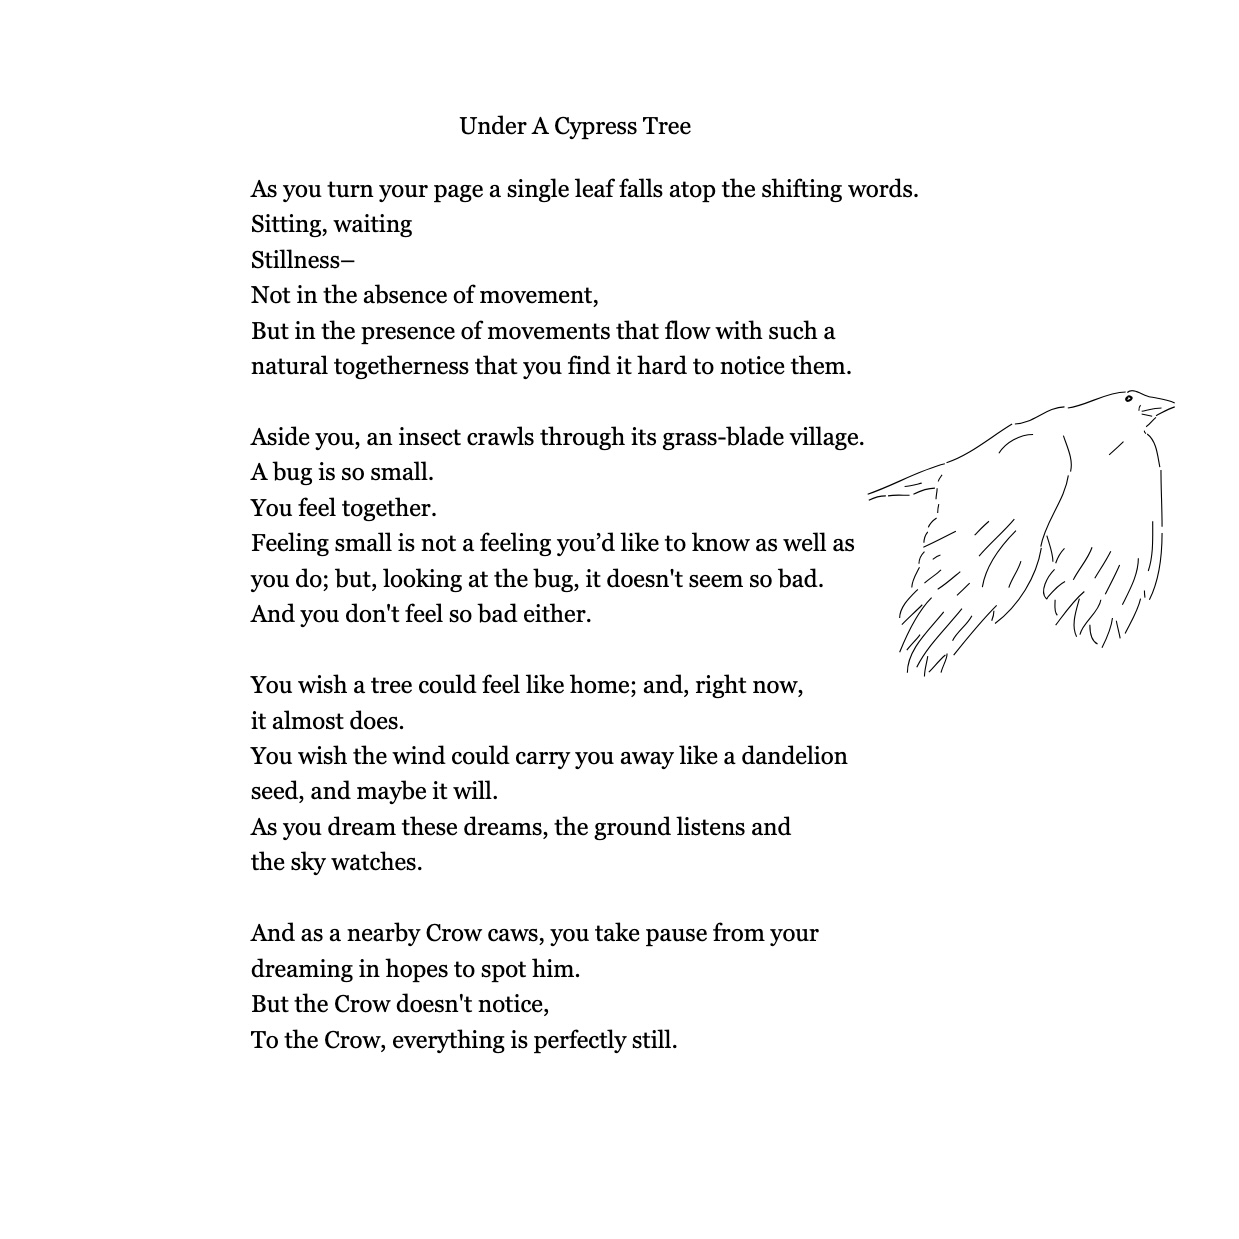 Under A Cypress Tree
As you turn your page a single leaf falls atop the shifting words.
Sitting, waiting
Stillness–
Not in the absence of movement,
But in the presence of movements that flow with such a
natural togetherness that you find it hard to notice them.
Aside you, an insect crawls through its grass-blade village.
A bug is so small.
You feel together.
Feeling small is not a feeling you’d like to know as well as
you do; but, looking at the bug, it doesn't seem so bad.
And you don't feel so bad either.
You wish a tree could feel like home; and, right now,
it almost does.
You wish the wind could carry you away like a dandelion
seed, and maybe it will.
As you dream these dreams, the ground listens and
the sky watches.
And as a nearby Crow caws, you take pause from your
dreaming in hopes to spot him.
But the Crow doesn't notice,
To the Crow, everything is perfectly still.